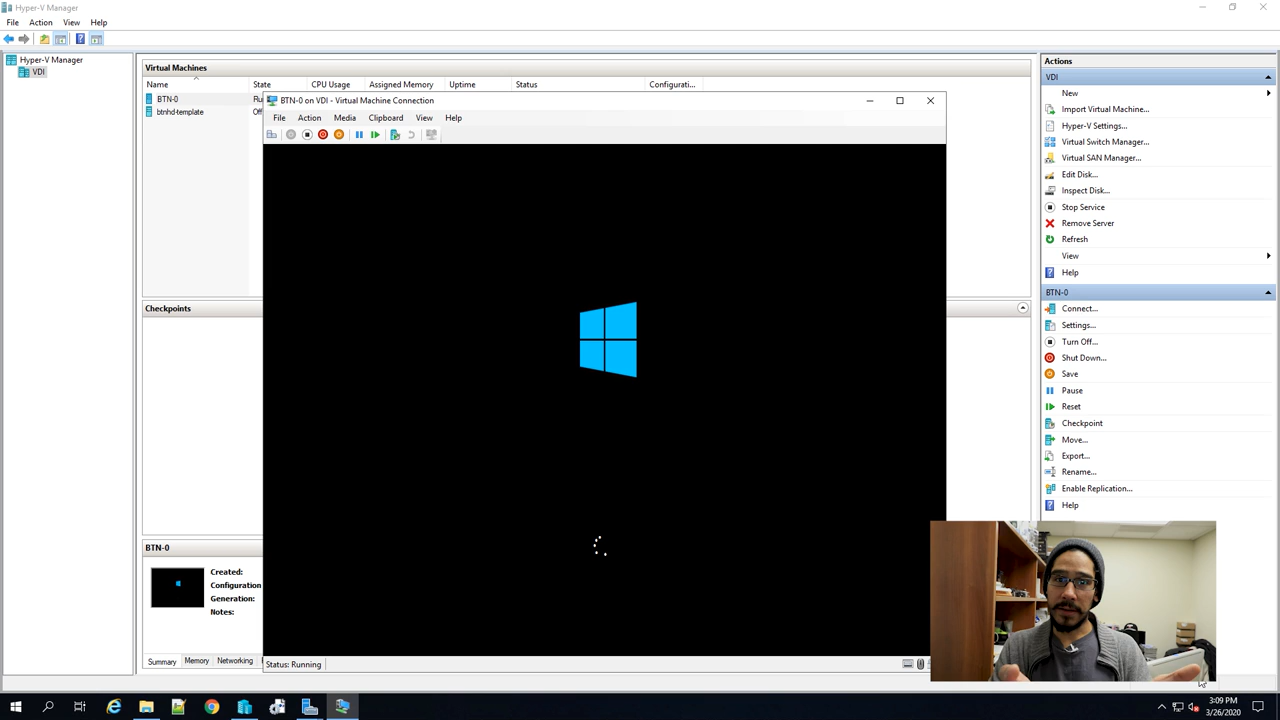 Hyper-V Manager
File Action View Help
Hyper-V Manager
VDI
Virtual Machines
Name State CPU Usage Assigned Memory Uptime Status Configurati...
BTN-0 Ru
btnhd-template Off
BTN-0 on VDI - Virtual Machine Connection
File Action Media Clipboard View Help
Status: Running
Checkpoints
BTN-0
Created:
Configuration
Generation:
Notes:
Summary Memory Networking
Actions
VDI
New
Import Virtual Machine...
Hyper-V Settings...
Virtual Switch Manager...
Virtual SAN Manager...
Edit Disk...
Inspect Disk...
Stop Service
Remove Server
Refresh
View
Help
BTN-0
Connect...
Settings...
Turn Off...
Shut Down...
Save
Pause
Reset
Checkpoint
Move...
Export...
Rename...
Enable Replication...
Help
3:09 PM
3/26/2020